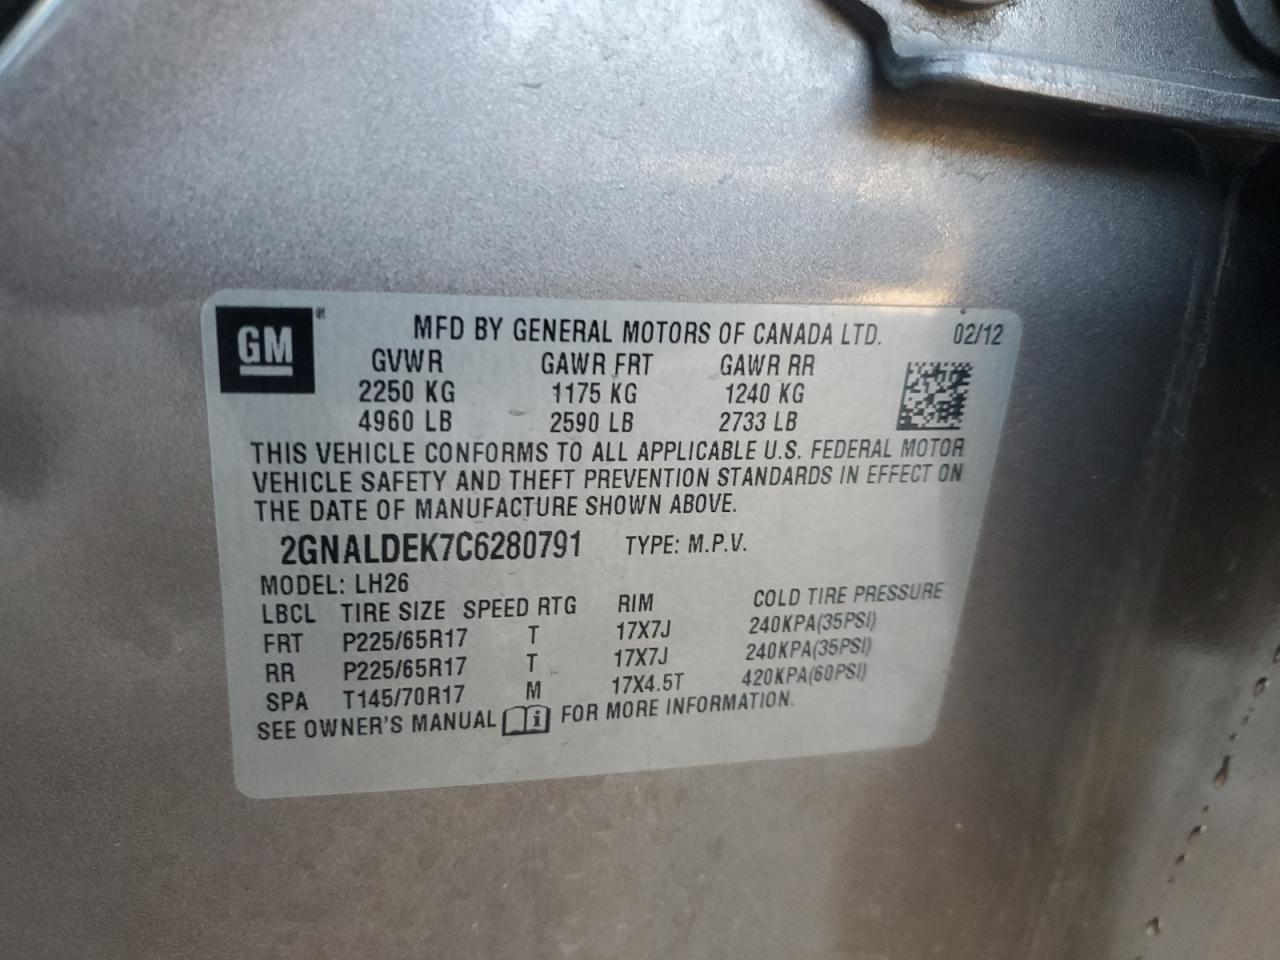 GM
MFD BY GENERAL MOTORS OF CANADA LTD. 02/12
GVWR GAWR FRT GAWR RR
2250 KG 1175 KG 1240 KG
4960 LB 2590 LB 2733 LB
THIS VEHICLE CONFORMS TO ALL APPLICABLE U.S. FEDERAL MOTOR
VEHICLE SAFETY AND THEFT PREVENTION STANDARDS IN EFFECT ON
THE DATE OF MANUFACTURE SHOWN ABOVE.
2GNALDEK7C6280791 TYPE: M.P.V.
MODEL: LH26
LBCL TIRE SIZE SPEED RTG RIM COLD TIRE PRESSURE
FRT P225/65R17 T 17X7J 240KPA(35PSI)
RR P225/65R17 T 17X7J 240KPA(35PSI)
SPA T145/70R17 M 17X4.5T 420KPA(60PSI)
SEE OWNER'S MANUAL i FOR MORE INFORMATION.